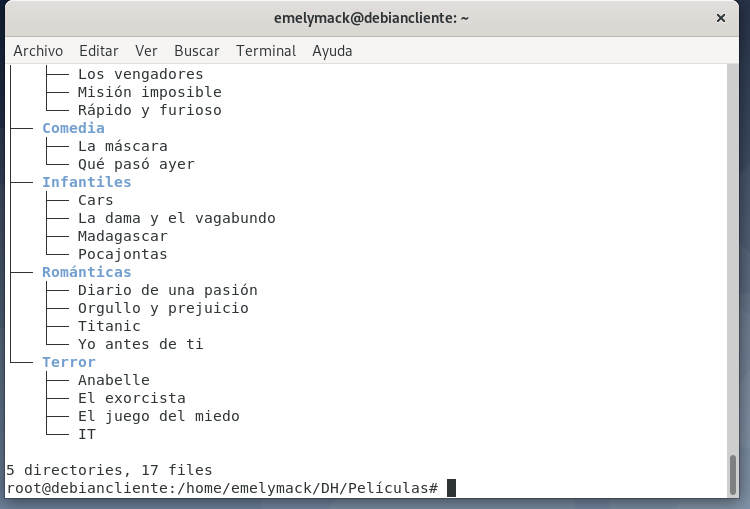 emelymack@debiancliente: ~ ×
Archivo Editar Ver Buscar Terminal Ayuda
│   ├── Los vengadores
│   ├── Misión imposible
│   └── Rápido y furioso
├── Comedia
│   ├── La máscara
│   └── Qué pasó ayer
├── Infantiles
│   ├── Cars
│   ├── La dama y el vagabundo
│   ├── Madagascar
│   └── Pocajontas
├── Románticas
│   ├── Diario de una pasión
│   ├── Orgullo y prejuicio
│   ├── Titanic
│   └── Yo antes de ti
└── Terror
    ├── Anabelle
    ├── El exorcista
    ├── El juego del miedo
    └── IT
5 directories, 17 files
root@debiancliente:/home/emelymack/DH/Películas#